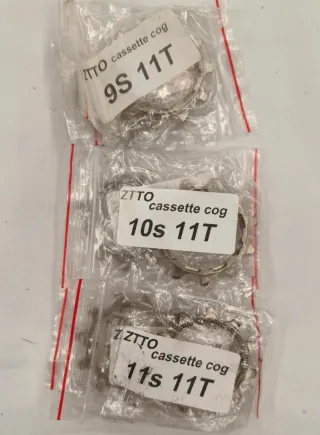 ZTTO cassette cog
9S 11T
ZTTO
cassette cog
10s 11T
ZTTO
cassette cog
11s 11T